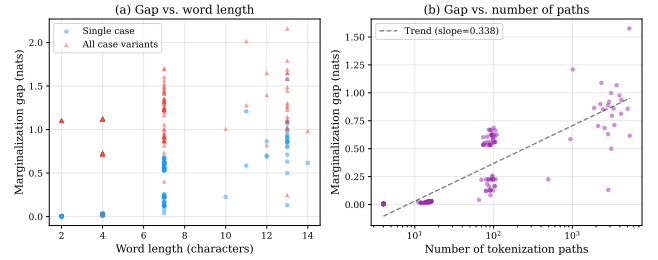 (a) Gap vs. word length
Marginalization gap (nats)
2.0
1.5
1.0
0.5
0.0
Single case
All case variants
2
4
6
8
10
12
14
Word length (characters)
(b) Gap vs. number of paths
Marginalization gap (nats)
1.50
1.25
1.00
0.75
0.50
0.25
0.00
Trend (slope=0.338)
10¹
10²
10³
Number of tokenization paths